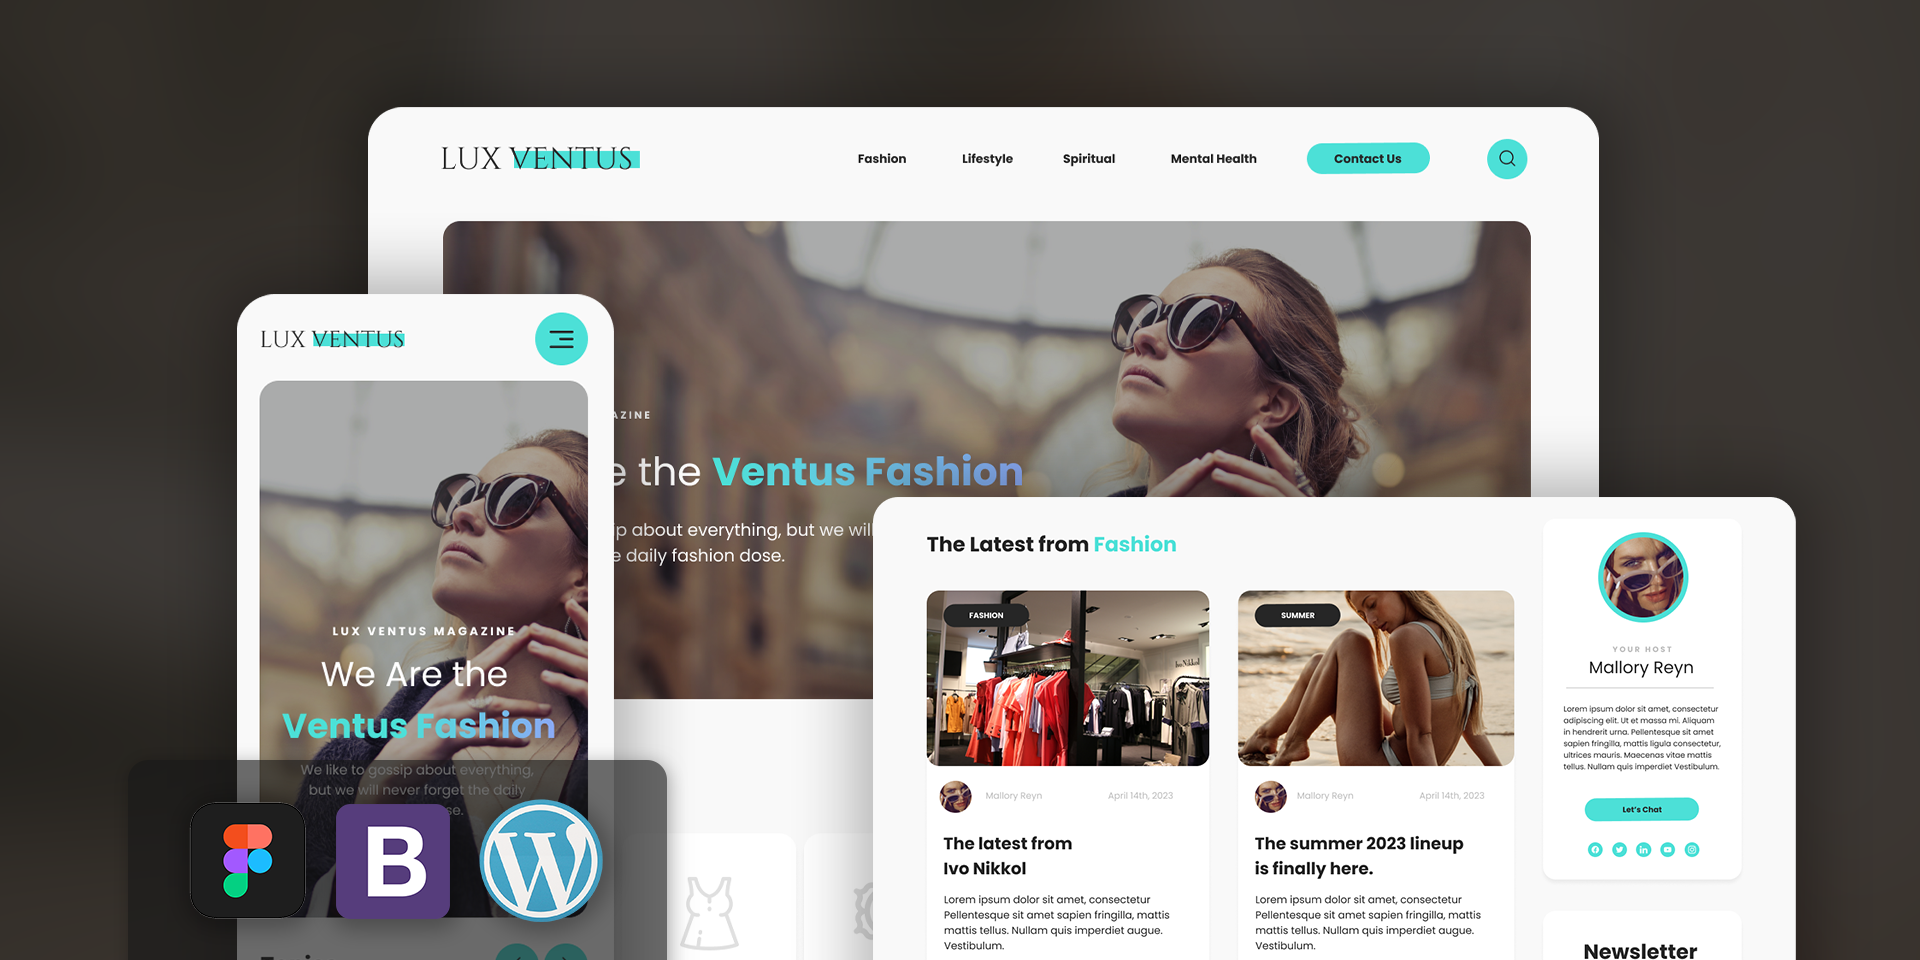 LUX VENTUS
Fashion
Lifestyle
Spiritual
Mental Health
Contact Us
the Ventus Fashion
about everything, but we will
daily fashion dose.
LUX VENTUS
LUX VENTUS MAGAZINE
We Are the
Ventus Fashion
We like to gossip about everything,
but we will never forget the daily
B
W
The Latest from Fashion
FASHION
Ivo Nikkol
Mallory Reyn
April 14th, 2023
The latest from
Ivo Nikkol
Lorem ipsum dolor sit amet, consectetur
Pellentesque sit amet sapien fringilla, mattis
mattis tellus. Nullam quis imperdiet augue.
Vestibulum.
SUMMER
Mallory Reyn
April 14th, 2023
The summer 2023 lineup
is finally here.
Lorem ipsum dolor sit amet, consectetur
Pellentesque sit amet sapien fringilla, mattis
mattis tellus. Nullam quis imperdiet augue.
Vestibulum.
YOUR HOST
Mallory Reyn
Lorem ipsum dolor sit amet, consectetur
adipiscing elit. Ut et massa mi. Aliquam
in hendrerit urna. Pellentesque sit amet
sapien fringilla, mattis ligula consectetur,
ultrices mauris. Maecenas vitae mattis
tellus. Nullam quis imperdiet Vestibulum.
Let's Chat
Newsletter